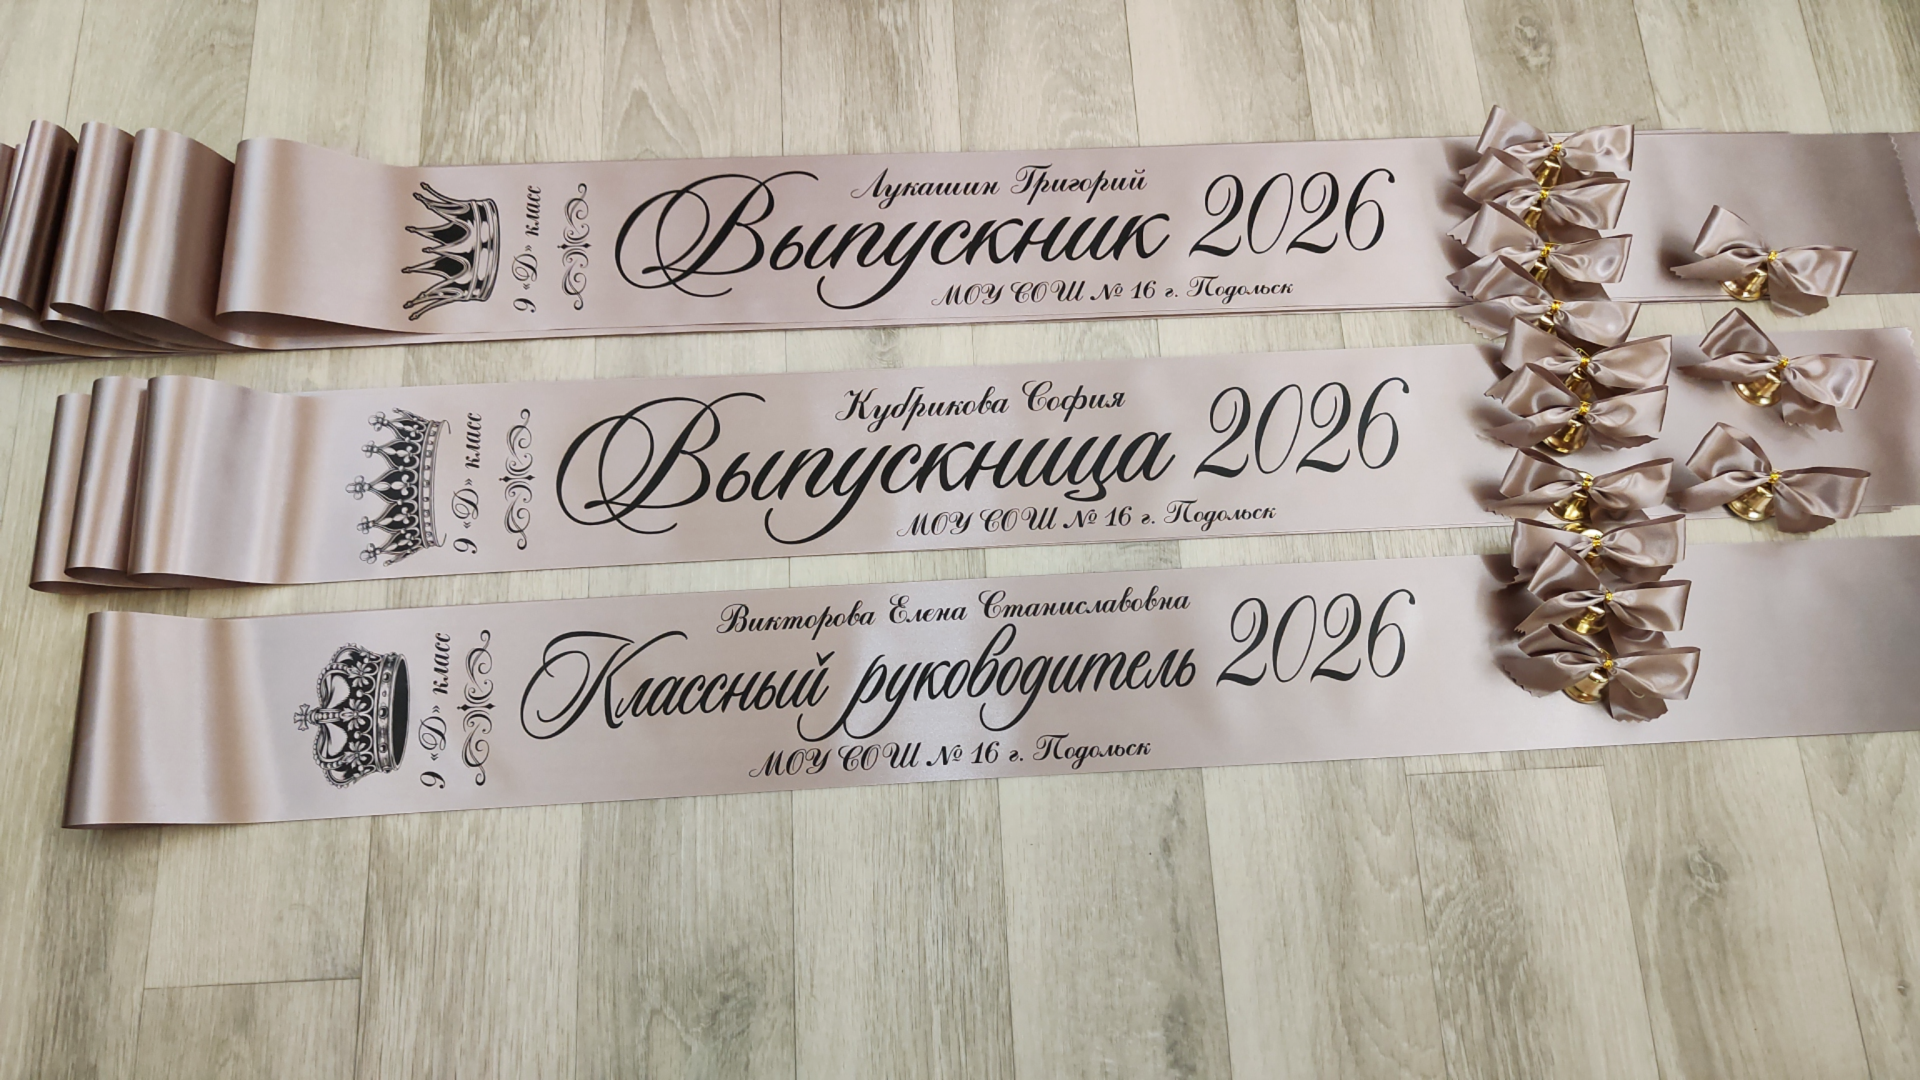 9 «Д» класс
Лукашин Григорий
Выпускник 2026
МОУ СОШ № 16 г. Подольск
9 «Д» класс
Кубрикова София
Выпускница 2026
МОУ СОШ № 16 г. Подольск
9 «Д» класс
Викторова Елена Станиславовна
Классный руководитель 2026
МОУ СОШ № 16 г. Подольск